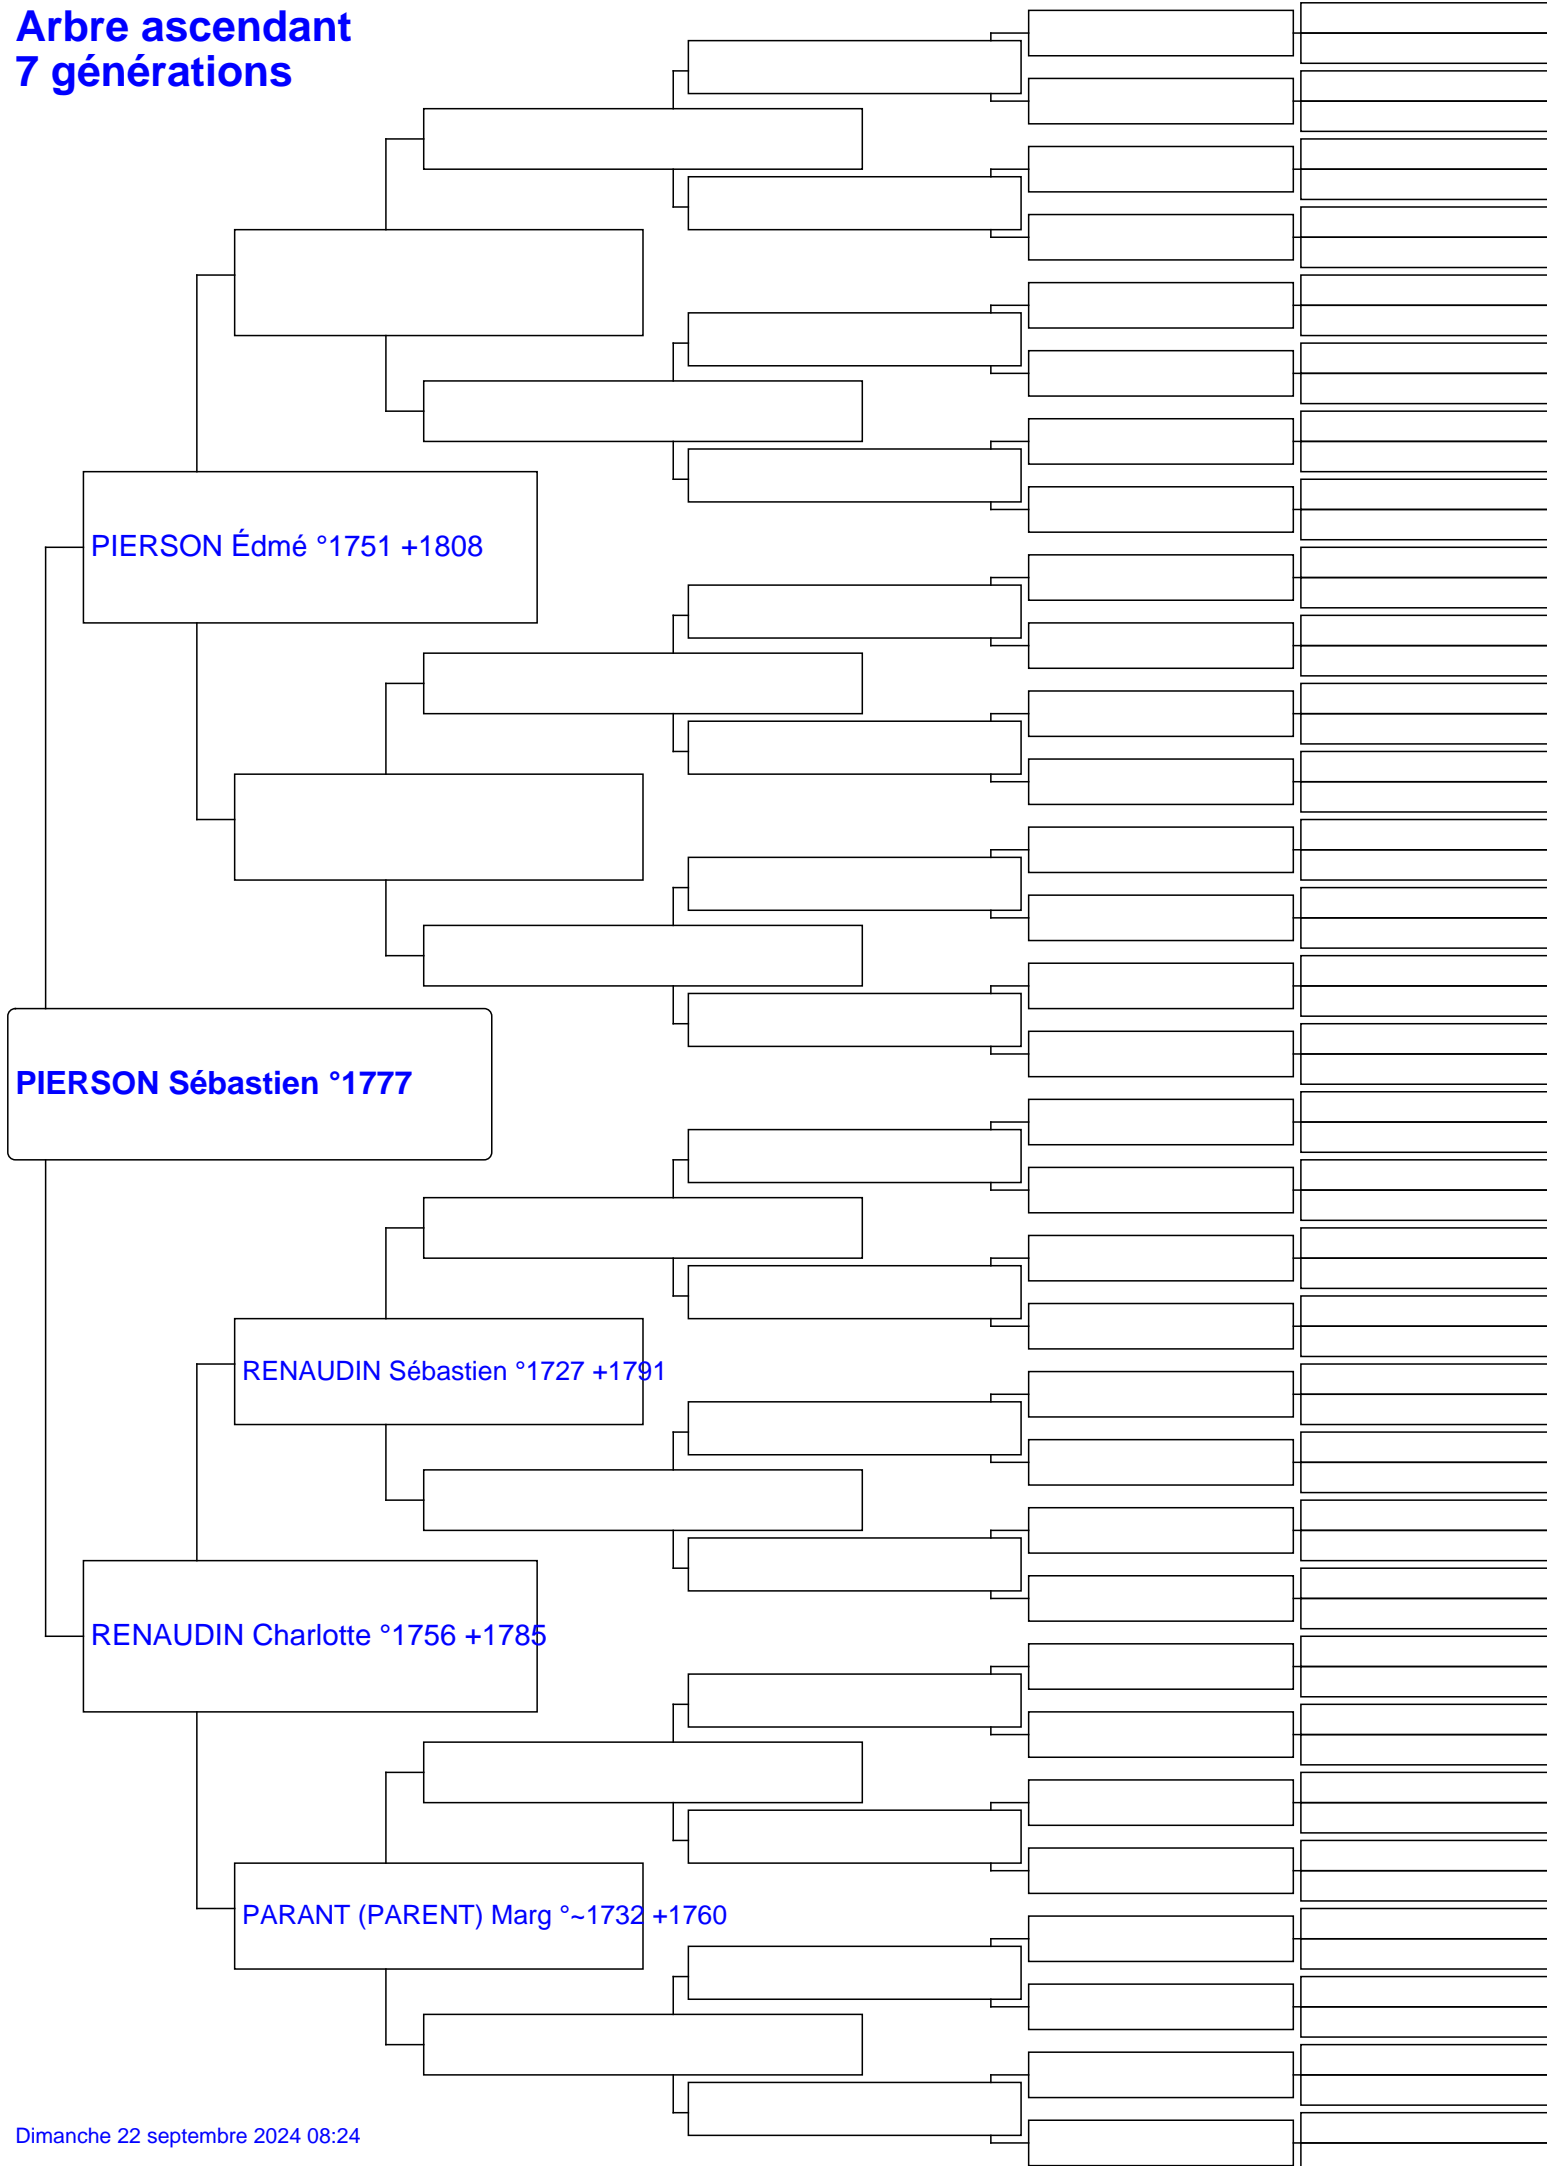 Arbre ascendant
7 générations
PIERSON Édmé °1751 +1808
PIERSON Sébastien °1777
RENAUDIN Sébastien °1727 +1791
RENAUDIN Charlotte °1756 +1785
PARANT (PARENT) Marg °~1732 +1760
Dimanche 22 septembre 2024 08:24